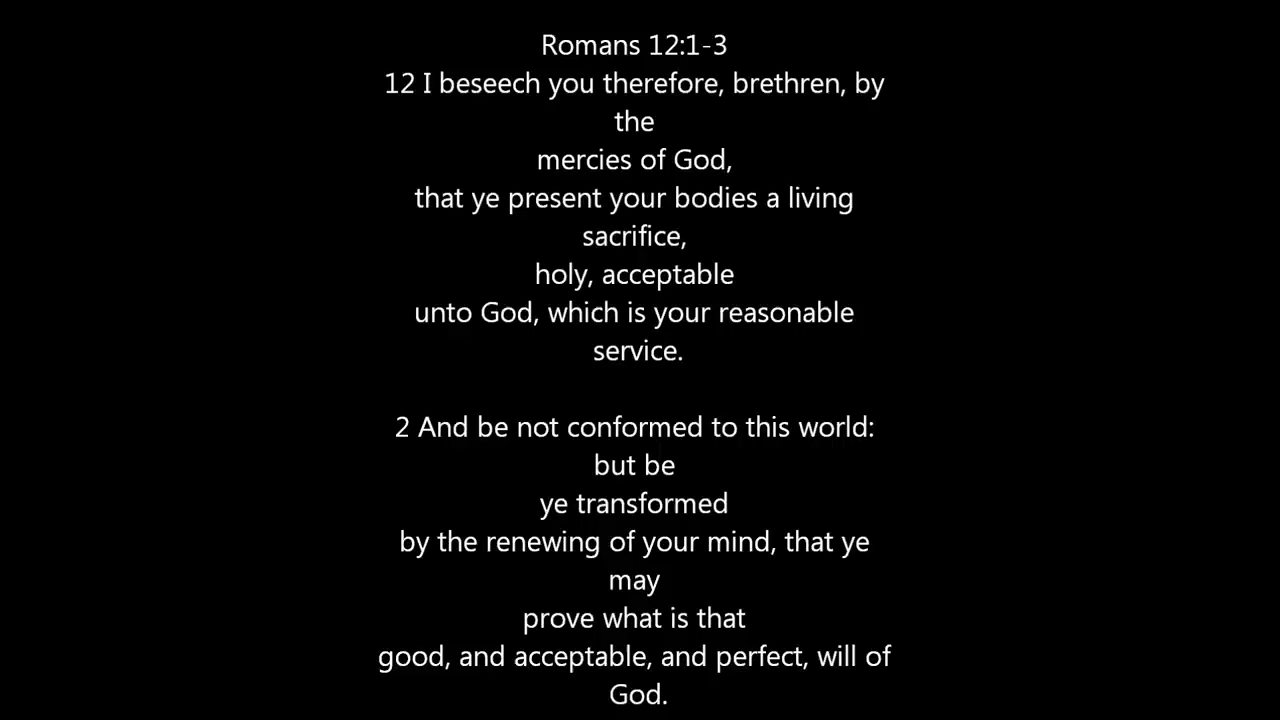 Romans 12:1-3
12 I beseech you therefore, brethren, by
the
mercies of God,
that ye present your bodies a living
sacrifice,
holy, acceptable
unto God, which is your reasonable
service.
2 And be not conformed to this world:
but be
ye transformed
by the renewing of your mind, that ye
may
prove what is that
good, and acceptable, and perfect, will of
God.